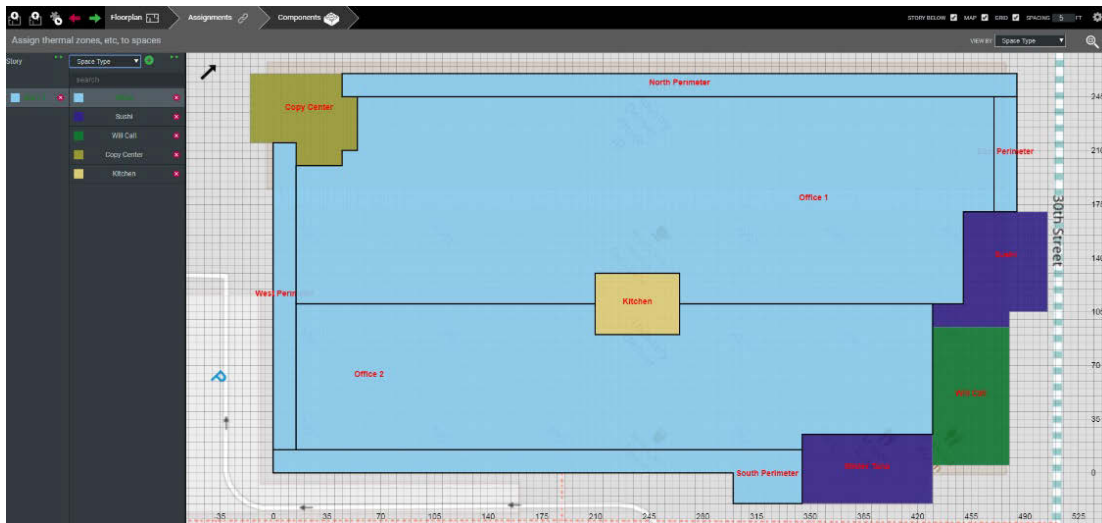 Floorplan
Assignments
Components
STORY BELOW
MAP
GRID
SPACING 5 FT
Assign thermal zones, etc, to spaces
VIEW BY Space Type
Story
Space Type
search
Sushi
Will Call
Copy Center
Kitchen
North Perimeter
Copy Center
Perimeter
Office 1
30th Street
West Perim
Kitchen
Office 2
Will Call
South Perimeter
P
245
210
175
140
105
70
35
0
-35 0 35 70 105 140 175 210 245 280 315 350 385 420 455 490 525